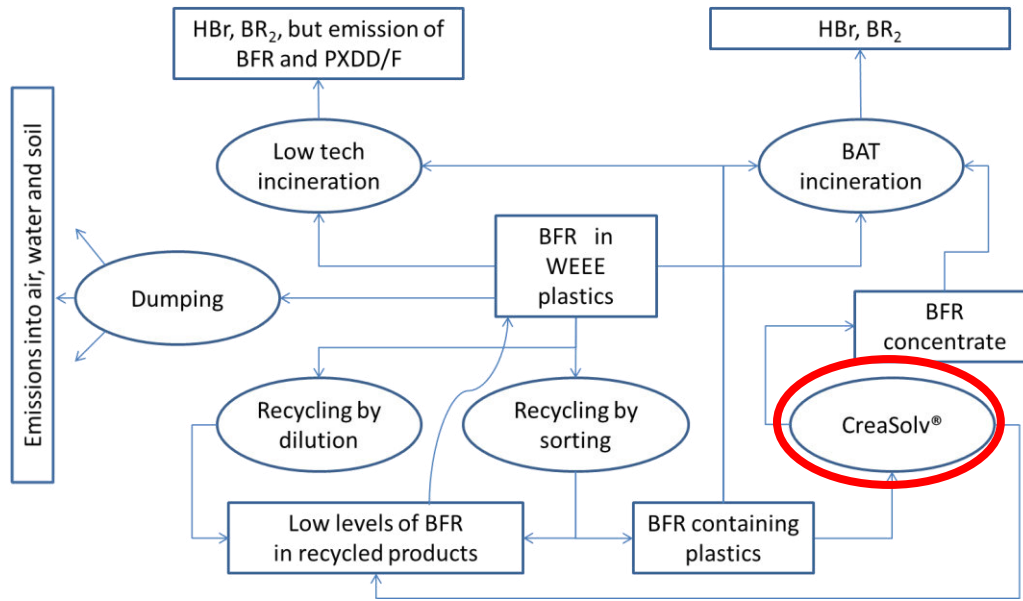 HBr, BR₂, but emission of
BFR and PXDD/F
HBr, BR₂
Emissions into air, water and soil
Low tech
incineration
BAT
incineration
BFR in
WEEE
plastics
Dumping
BFR
concentrate
Recycling by
dilution
Recycling by
sorting
CreaSolv®
Low levels of BFR
in recycled products
BFR containing
plastics